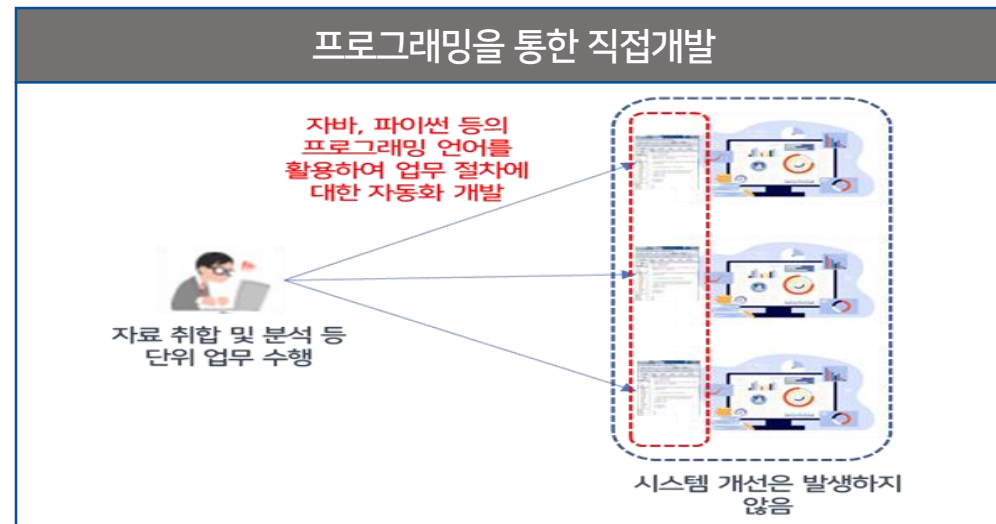 프로그래밍을 통한 직접개발
자바, 파이썬 등의
프로그래밍 언어를
활용하여 업무 절차에
대한 자동화 개발
자료 취합 및 분석 등
단위 업무 수행
시스템 개선은 발생하지
않음